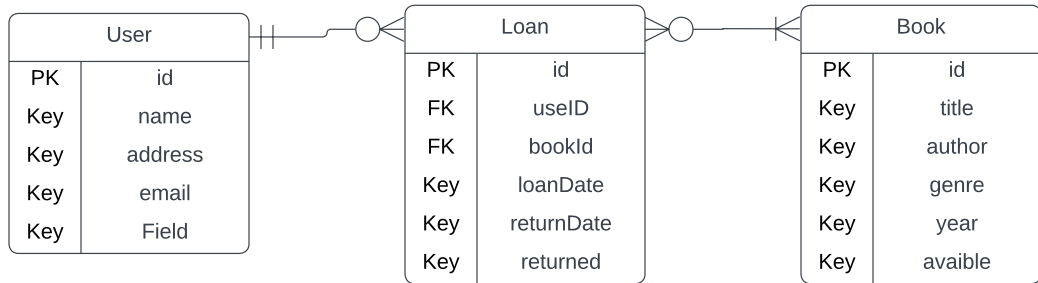 User
PK id
Key name
Key address
Key email
Key Field
Loan
PK id
FK useID
FK bookId
Key loanDate
Key returnDate
Key returned
Book
PK id
Key title
Key author
Key genre
Key year
Key avaible